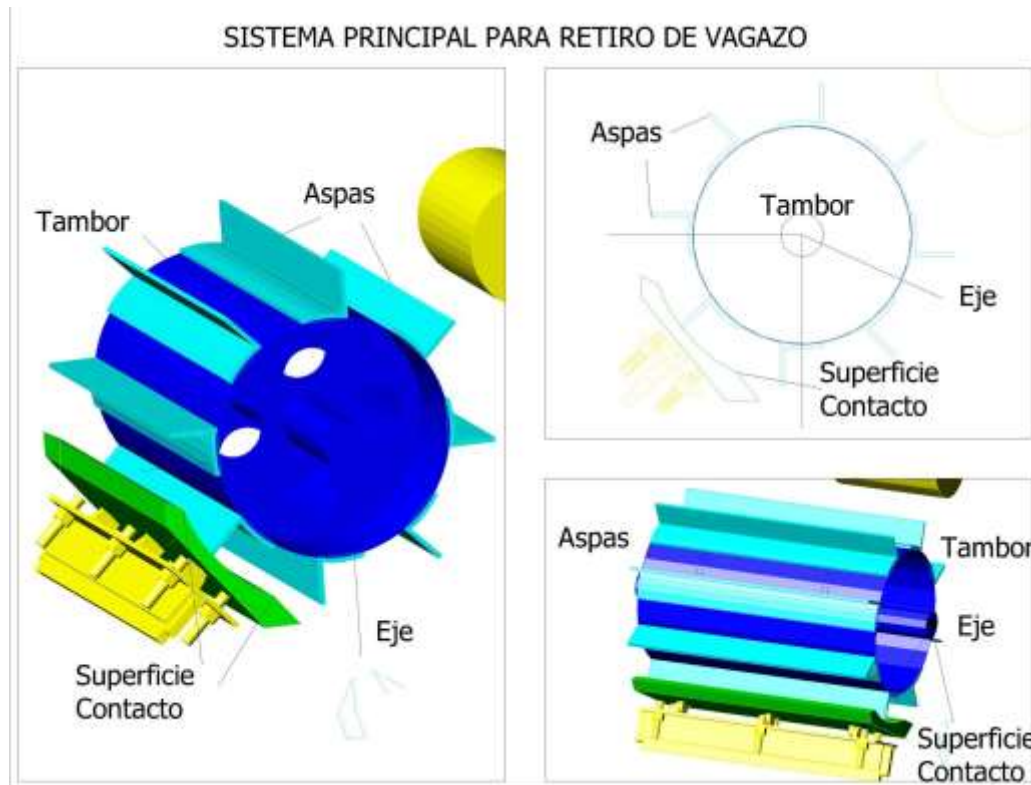 SISTEMA PRINCIPAL PARA RETIRO DE VAGAZO
Aspas
Tambor
Eje
Superficie
Contacto
Aspas
Tambor
Eje
Superficie
Contacto
Aspas
Tambor
Eje
Superficie
Contacto